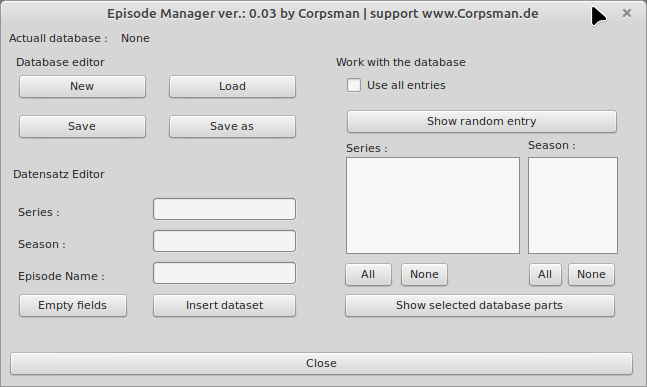 Episode Manager ver.: 0.03 by Corpsman | support www.Corpsman.de
Actuall database : None
Database editor
New Load
Save Save as
Datensatz Editor
Series :
Season :
Episode Name :
Empty fields Insert dataset
Work with the database
Use all entries
Show random entry
Series : Season :
All None All None
Show selected database parts
Close